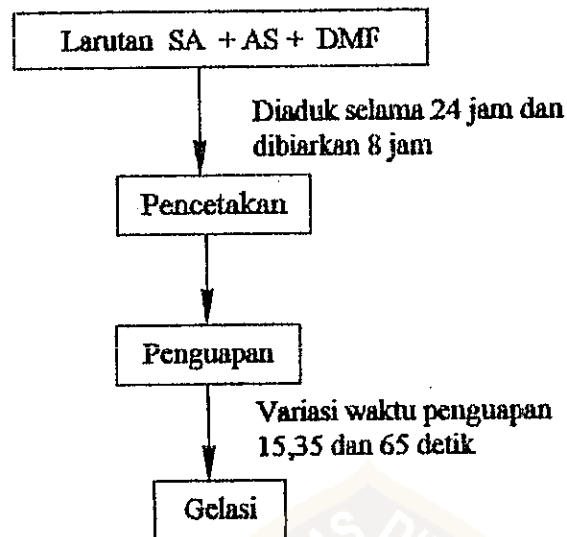 Larutan SA + AS + DMF
Diaduk selama 24 jam dan
dibiarkan 8 jam
Pencetakan
Penguapan
Variasi waktu penguapan
15,35 dan 65 detik
Gelasi